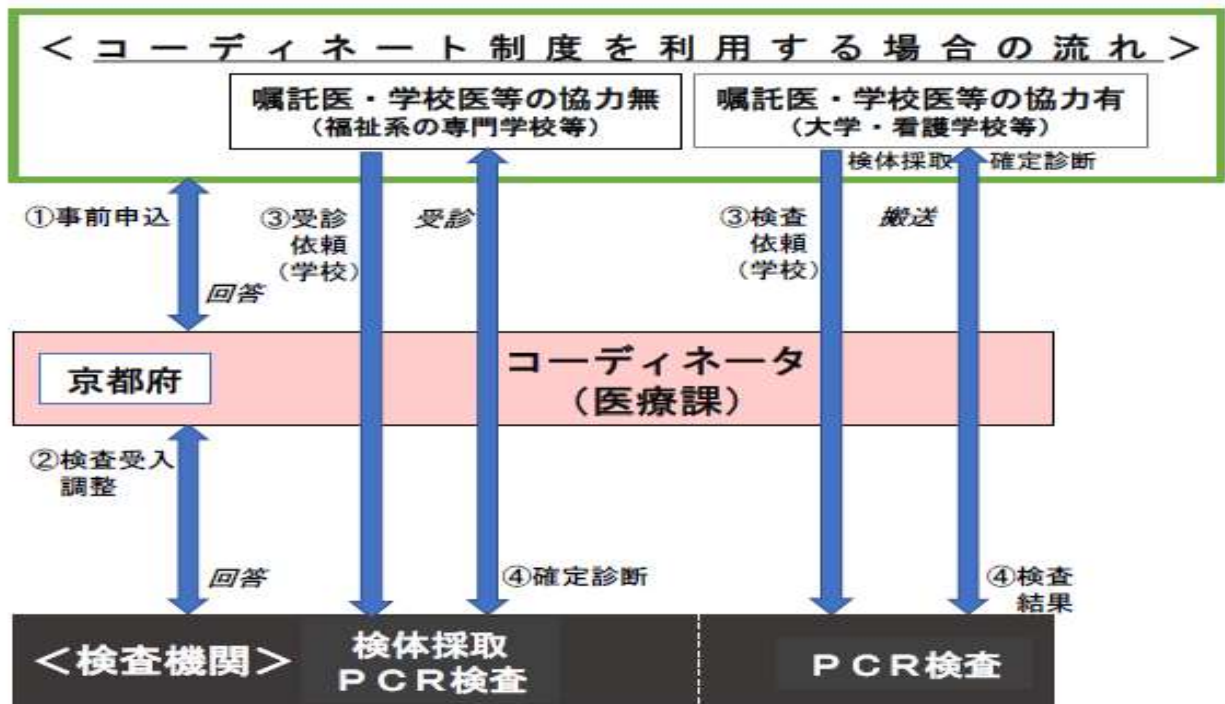 ＜コーディネート制度を利用する場合の流れ＞
嘱託医・学校医等の協力無
（福祉系の専門学校等）
嘱託医・学校医等の協力有
（大学・看護学校等）
検体採取
確定診断
①事前申込
回答
③受診
依頼
（学校）
受診
③検査
依頼
（学校）
搬送
京都府
コーディネータ
（医療課）
②検査受入
調整
回答
④確定診断
④検査
結果
＜検査機関＞
検体採取
ＰＣＲ検査
ＰＣＲ検査